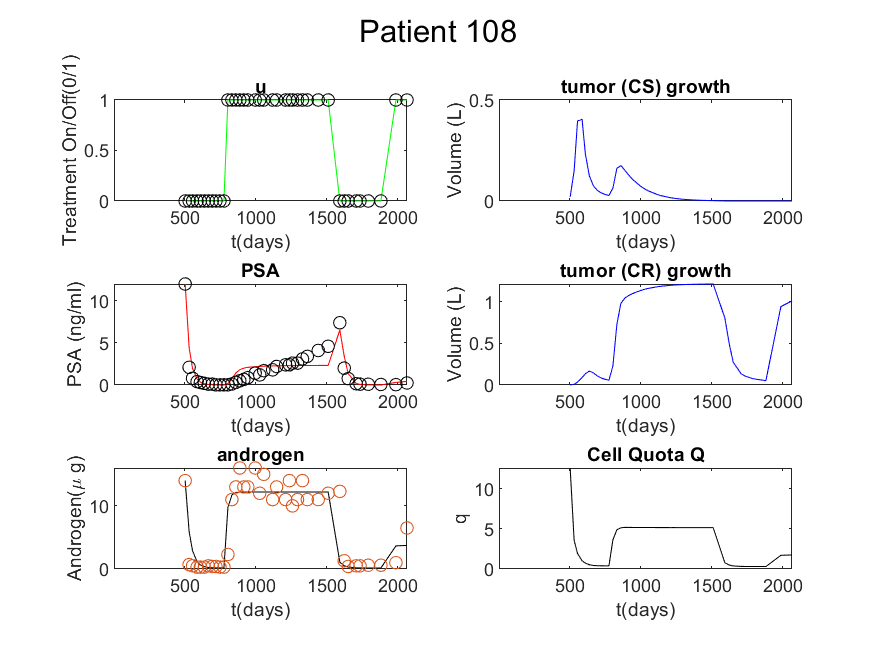 Patient 108
u
Treatment On/Off(0/1)
1
0.5
0
500 1000 1500 2000
t(days)
tumor (CS) growth
Volume (L)
0.5
0
500 1000 1500 2000
t(days)
PSA
PSA (ng/ml)
10
5
0
500 1000 1500 2000
t(days)
tumor (CR) growth
Volume (L)
1
0.5
0
500 1000 1500 2000
t(days)
androgen
Androgen(μ g)
10
0
500 1000 1500 2000
t(days)
Cell Quota Q
q
10
5
0
500 1000 1500 2000
t(days)